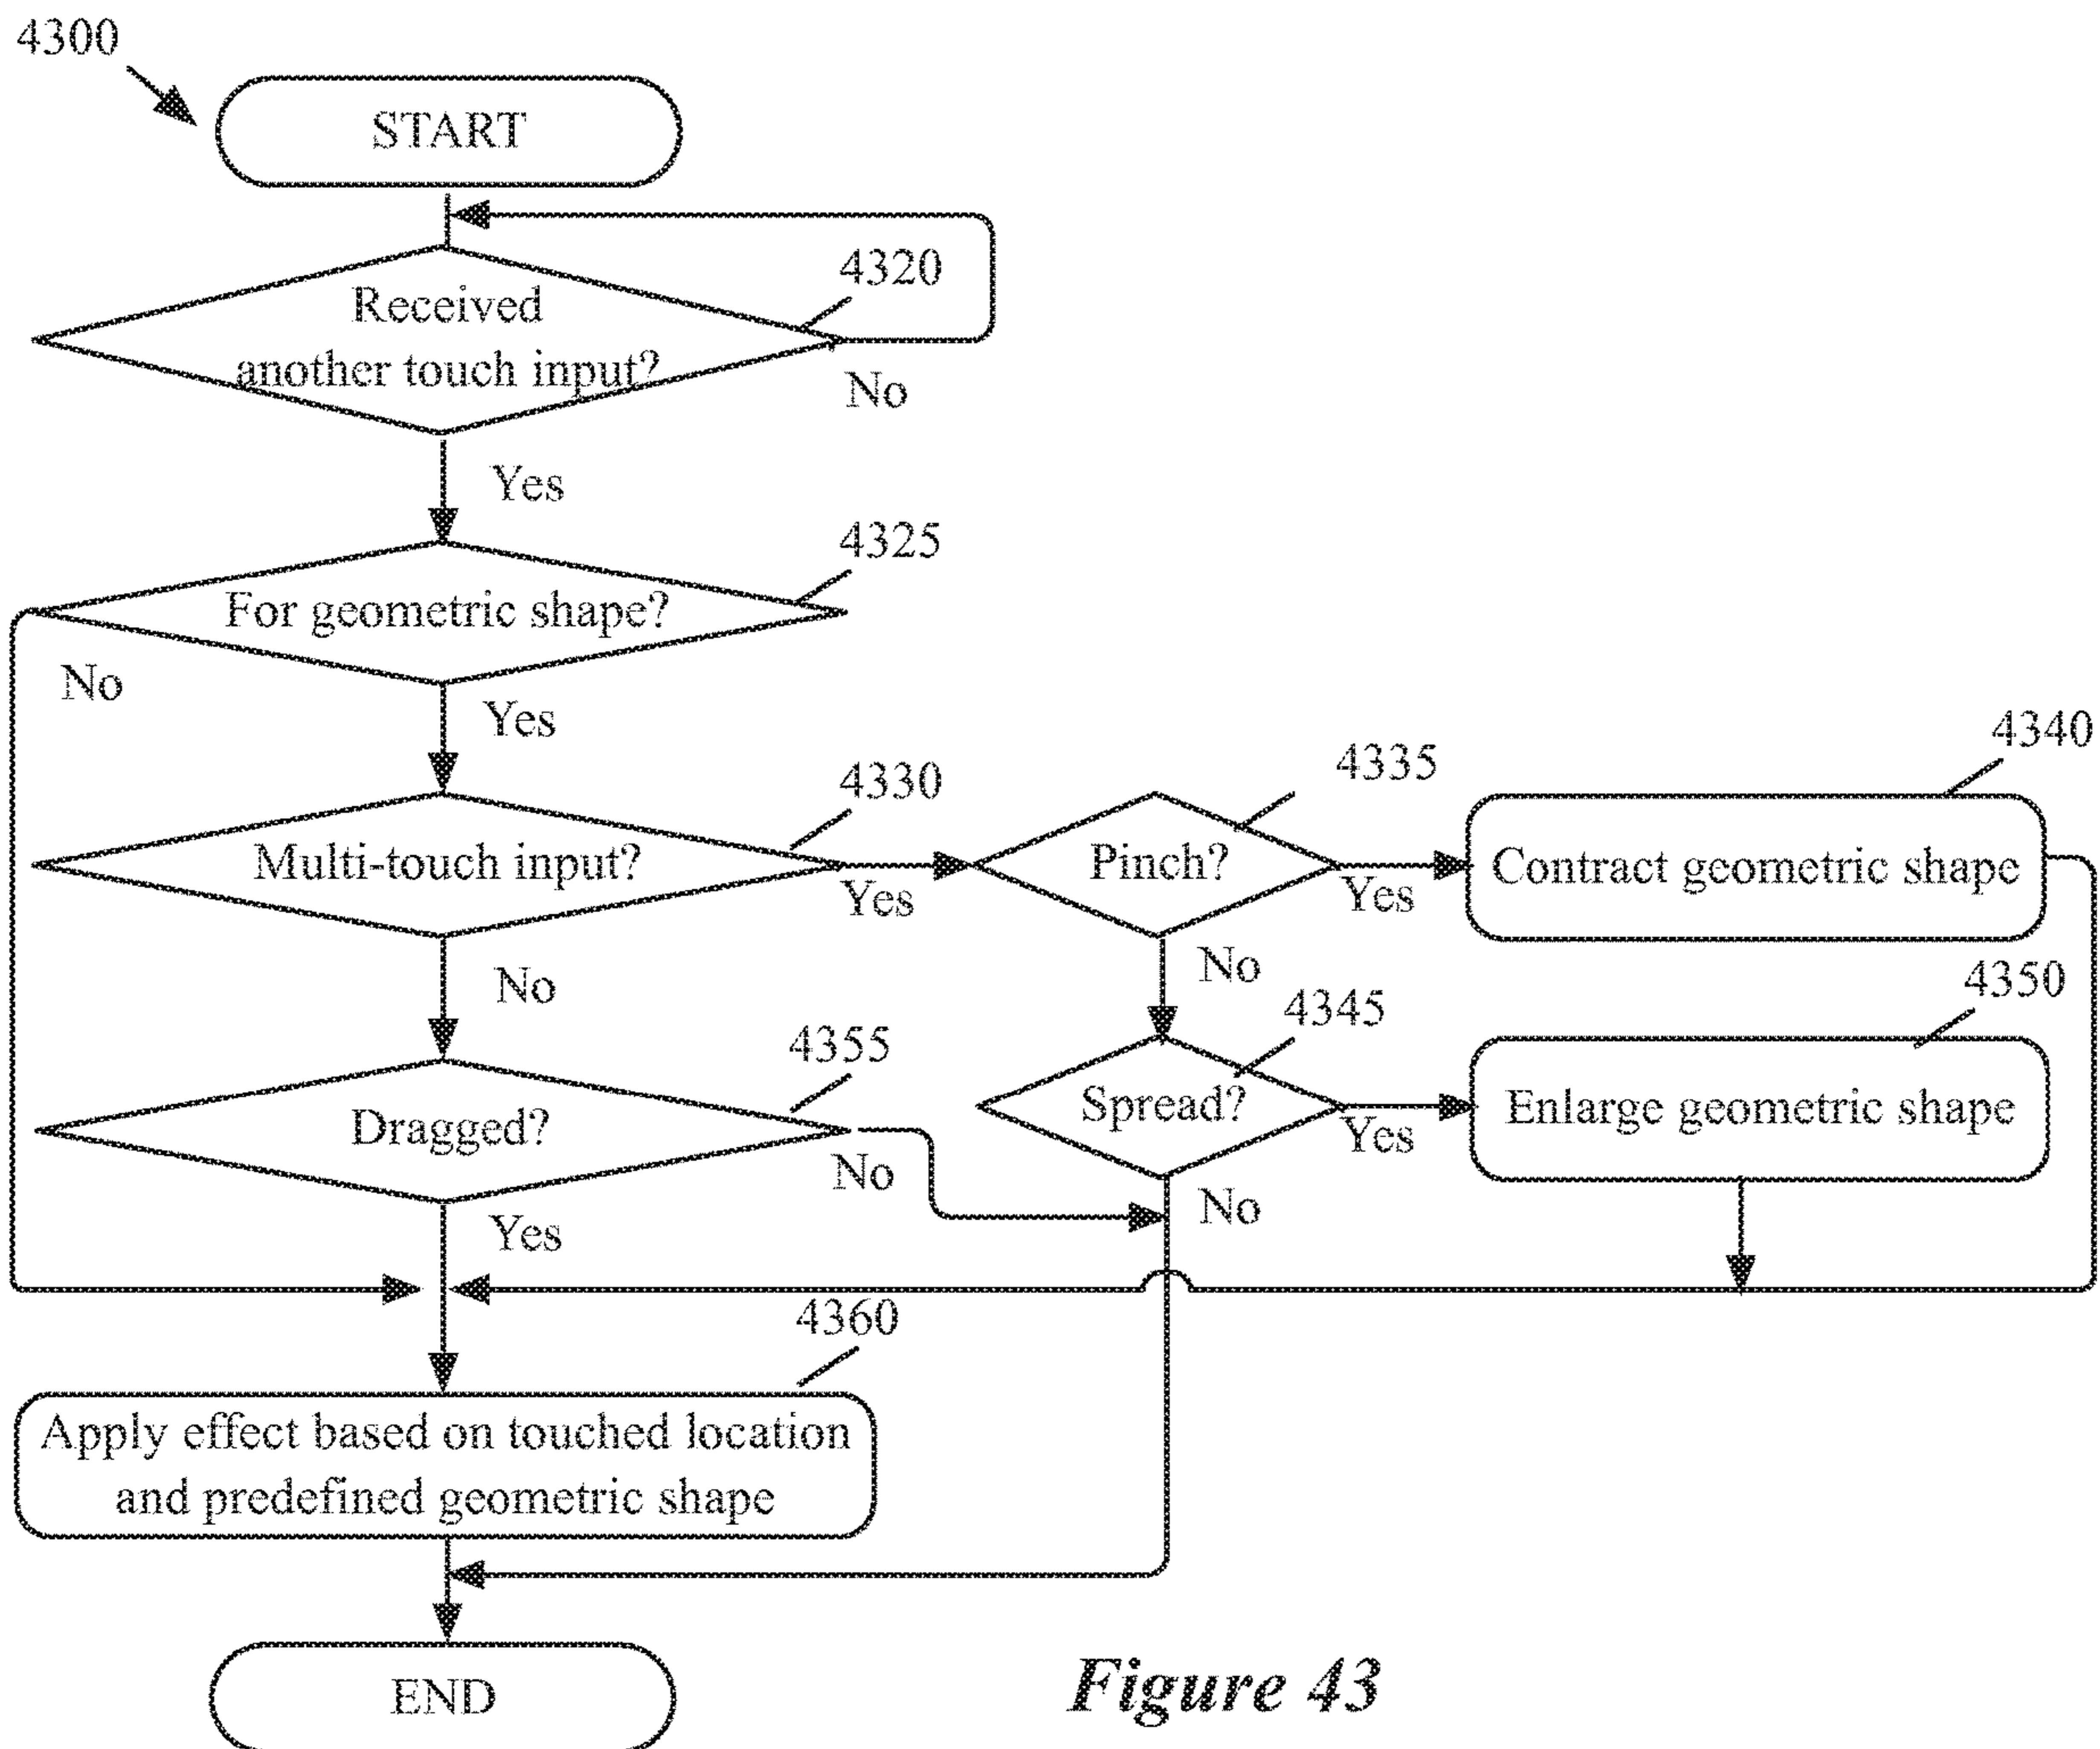 4300
START
4320
Received
another touch input?
No
Yes
4325
For geometric shape?
No
Yes
4330
Multi-touch input?
Yes
4335
Pinch?
Yes
4340
Contract geometric shape
No
No
4345
4350
4355
Dragged?
No
Spread?
Yes
Enlarge geometric shape
Yes
No
4360
Apply effect based on touched location
and predefined geometric shape
END
Figure 43